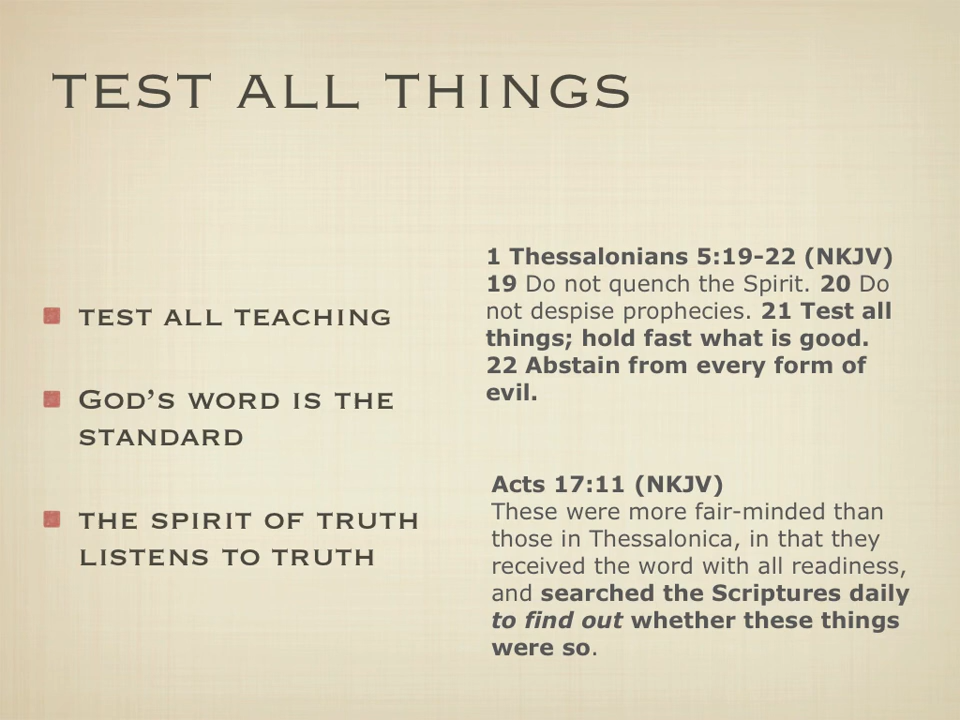 TEST ALL THINGS
TEST ALL TEACHING
GOD’S WORD IS THE
STANDARD
THE SPIRIT OF TRUTH
LISTENS TO TRUTH
1 Thessalonians 5:19-22 (NKJV)
19 Do not quench the Spirit. 20 Do
not despise prophecies. 21 Test all
things; hold fast what is good.
22 Abstain from every form of
evil.
Acts 17:11 (NKJV)
These were more fair-minded than
those in Thessalonica, in that they
received the word with all readiness,
and searched the Scriptures daily
to find out whether these things
were so.